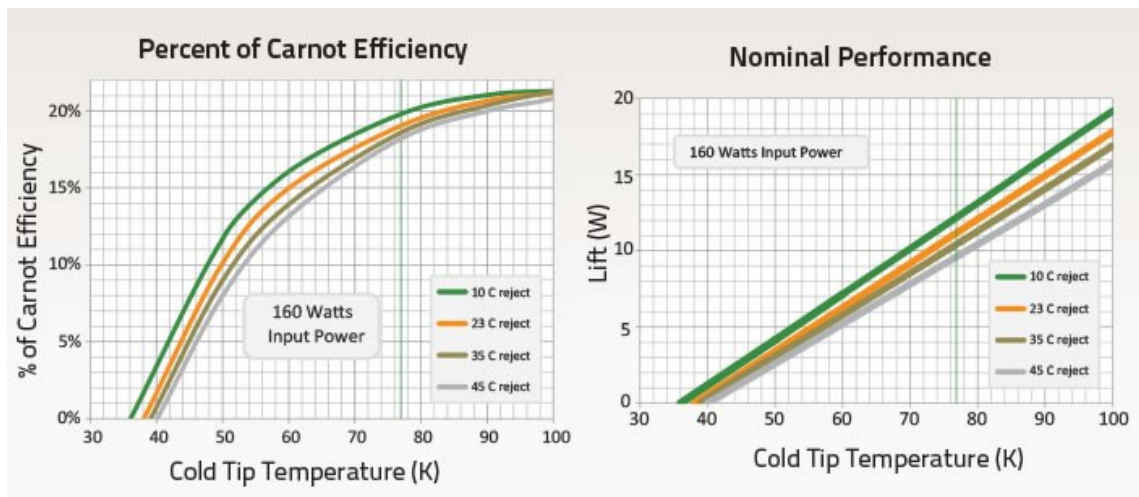 Percent of Carnot Efficiency
% of Carnot Efficiency
20%
15%
10%
5%
0%
160 Watts
Input Power
10 C reject
23 C reject
35 C reject
45 C reject
30 40 50 60 70 80 90 100
Cold Tip Temperature (K)
Nominal Performance
Lift (W)
20
15
10
5
0
160 Watts Input Power
10 C reject
23 C reject
35 C reject
45 C reject
30 40 50 60 70 80 90 100
Cold Tip Temperature (K)